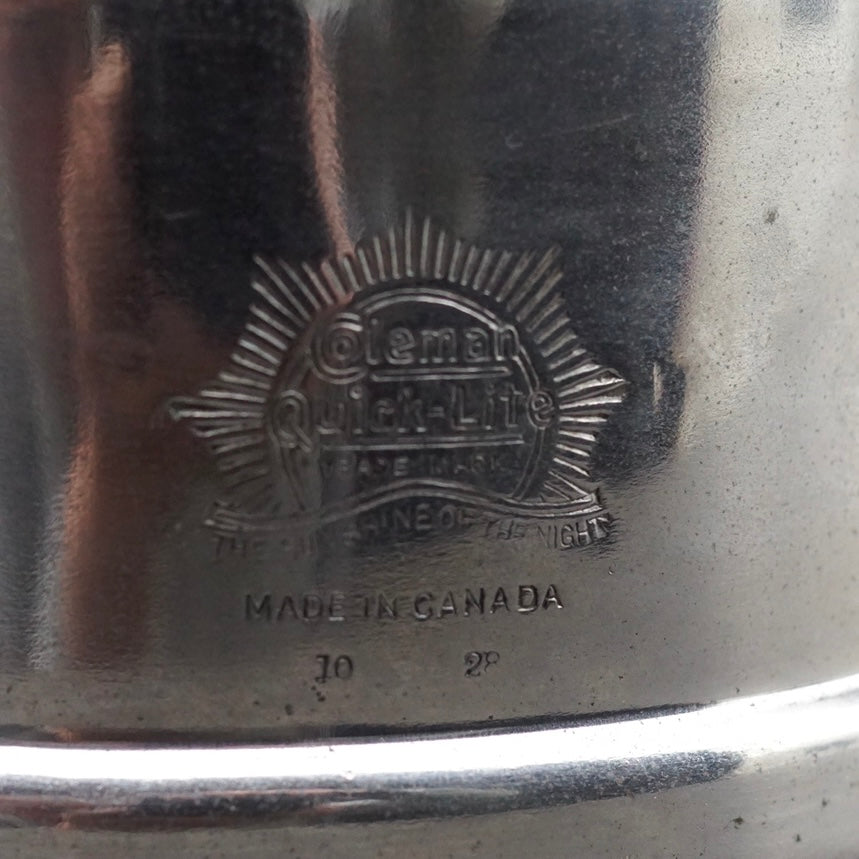 Coleman
Quick-Lite
TRADE MARK
THE SUNSHINE OF THE NIGHT
MADE IN CANADA
10 28